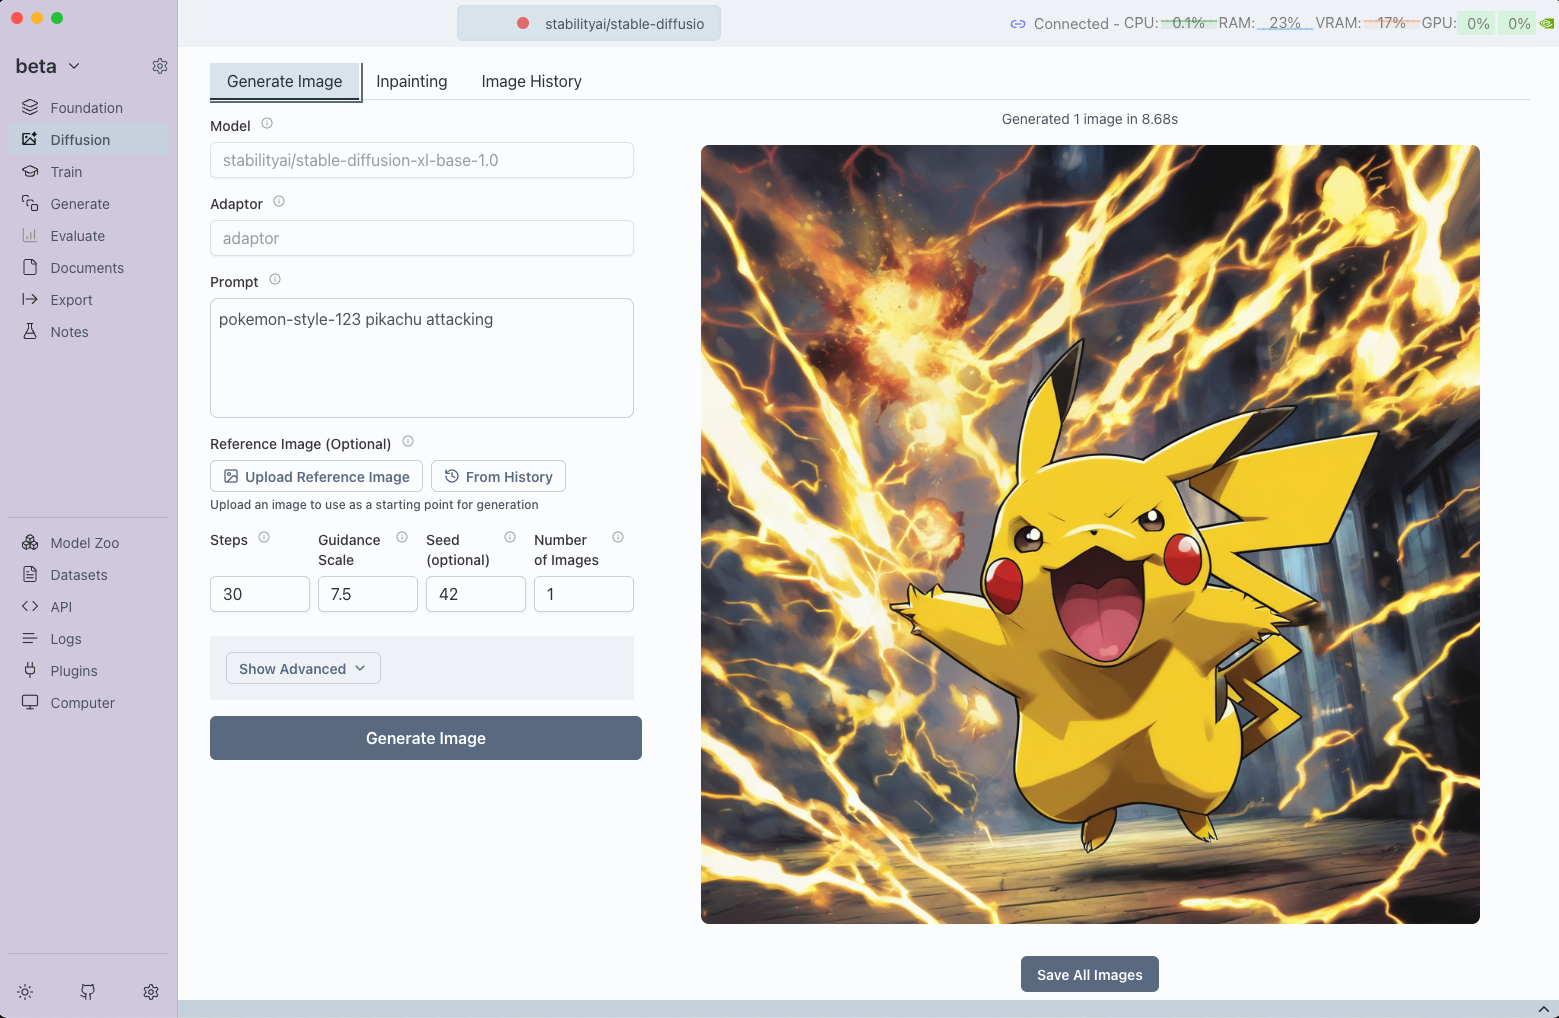 stabilityai/stable-diffusio
Connected - CPU: 0.1% RAM: 23% VRAM: 17% GPU: 0% 0%
beta
Foundation
Diffusion
Train
Generate
Evaluate
Documents
Export
Notes
Model Zoo
Datasets
API
Logs
Plugins
Computer
Generate Image
Inpainting
Image History
Model
stabilityai/stable-diffusion-xl-base-1.0
Adaptor
adaptor
Prompt
pokemon-style-123 pikachu attacking
Reference Image (Optional)
Upload Reference Image
From History
Upload an image to use as a starting point for generation
Steps
30
Guidance
Scale
7.5
Seed
(optional)
42
Number
of Images
1
Show Advanced
Generate Image
Generated 1 image in 8.68s
Save All Images